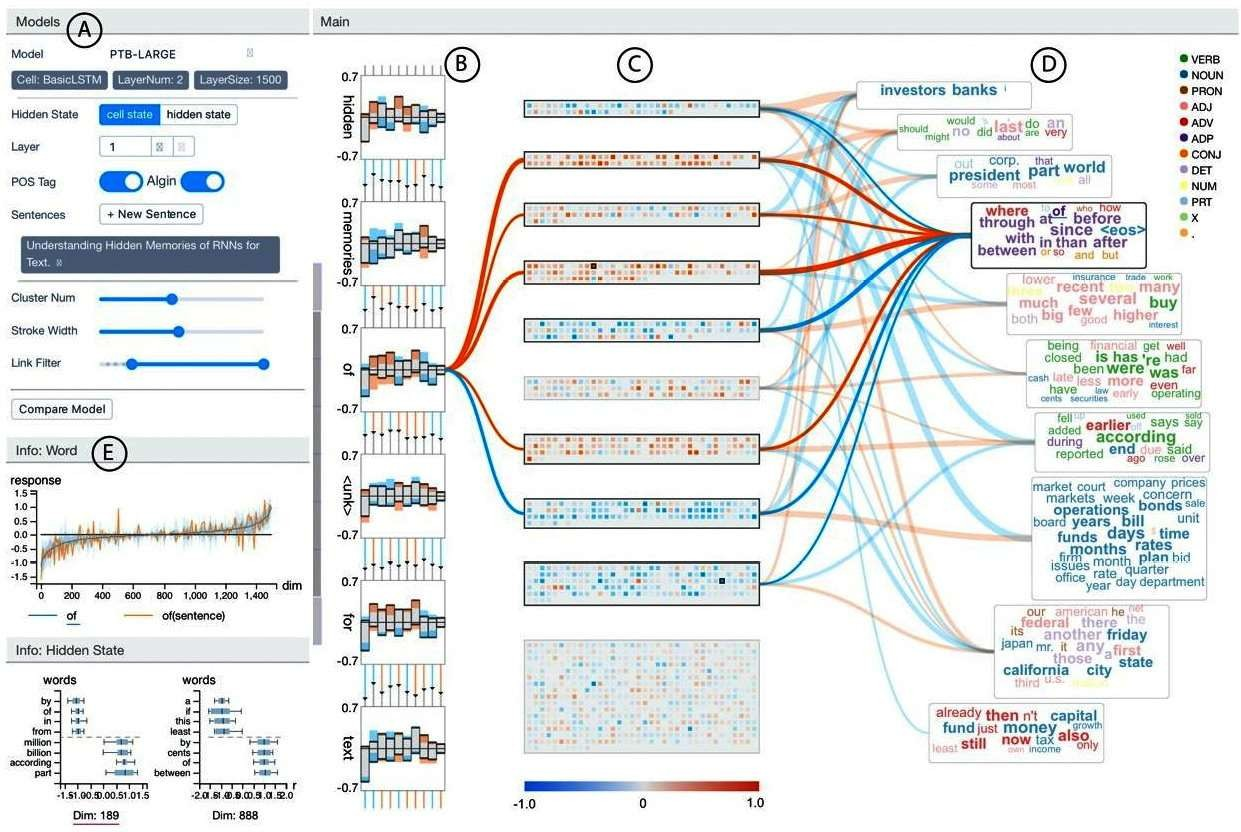 Models
A
Model PTB-LARGE
Cell: BasicLSTM LayerNum: 2 LayerSize: 1500
Hidden State cell state hidden state
Layer 1
POS Tag Algin
Sentences + New Sentence
Understanding Hidden Memories of RNNs for
Text.
Cluster Num
Stroke Width
Link Filter
Compare Model
Info: Word
E
response
1.5
1.0
0.5
0.0
-0.5
-1.0
-1.5
0 200 400 600 800 1,000 1,200 1,400 dim
of of(sentence)
Info: Hidden State
words
by
of
in
from
million
billion
according
part
Dim: 189
words
a
if
this
least
by
cents
of
between
Dim: 888
Main
B
0.7
hidden
-0.7
0.7
memories
-0.7
0.7
of
-0.7
0.7
<unk>
-0.7
0.7
for
-0.7
0.7
text
-0.7
C
-1.0 0 1.0
D
investors banks
would
should last do an
might no did about are very
out corp. that
president part world
some most all
where to of who how
through at before
since <eos>
with in than after
between or so and but
lower insurance trade work
recent many
much several buy
both big few good higher
interest
being financial get well
closed is has 're had
been were was far
cash late less more even
have law early operating
cents securities
fell up used sold
added earlier off says say
during according
reported end due said
ago rose over
market court company prices
markets week concern
operations bonds sale
board years bill unit
funds days time
months rates
firm month plan bid
issues rate quarter
office year day department
our american he net
federal there the
its another friday
japan mr. it any a first
those state
california city
third u.s.
already then n't capital
fund just money growth
least still now tax also
own income only
VERB
NOUN
PRON
ADJ
ADV
ADP
CONJ
DET
NUM
PRT
X
.